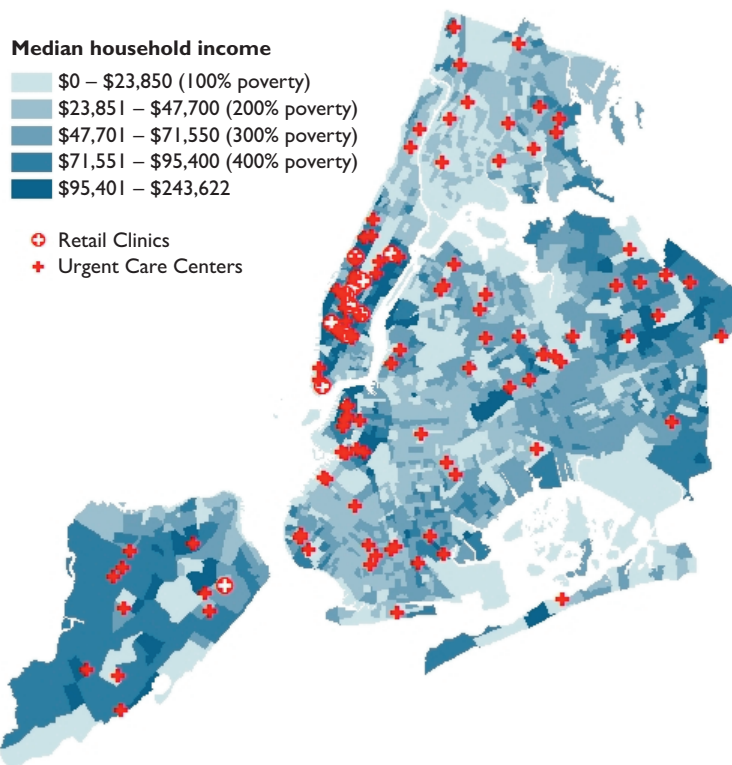 Median household income
$0 – $23,850 (100% poverty)
$23,851 – $47,700 (200% poverty)
$47,701 – $71,550 (300% poverty)
$71,551 – $95,400 (400% poverty)
$95,401 – $243,622
Retail Clinics
Urgent Care Centers